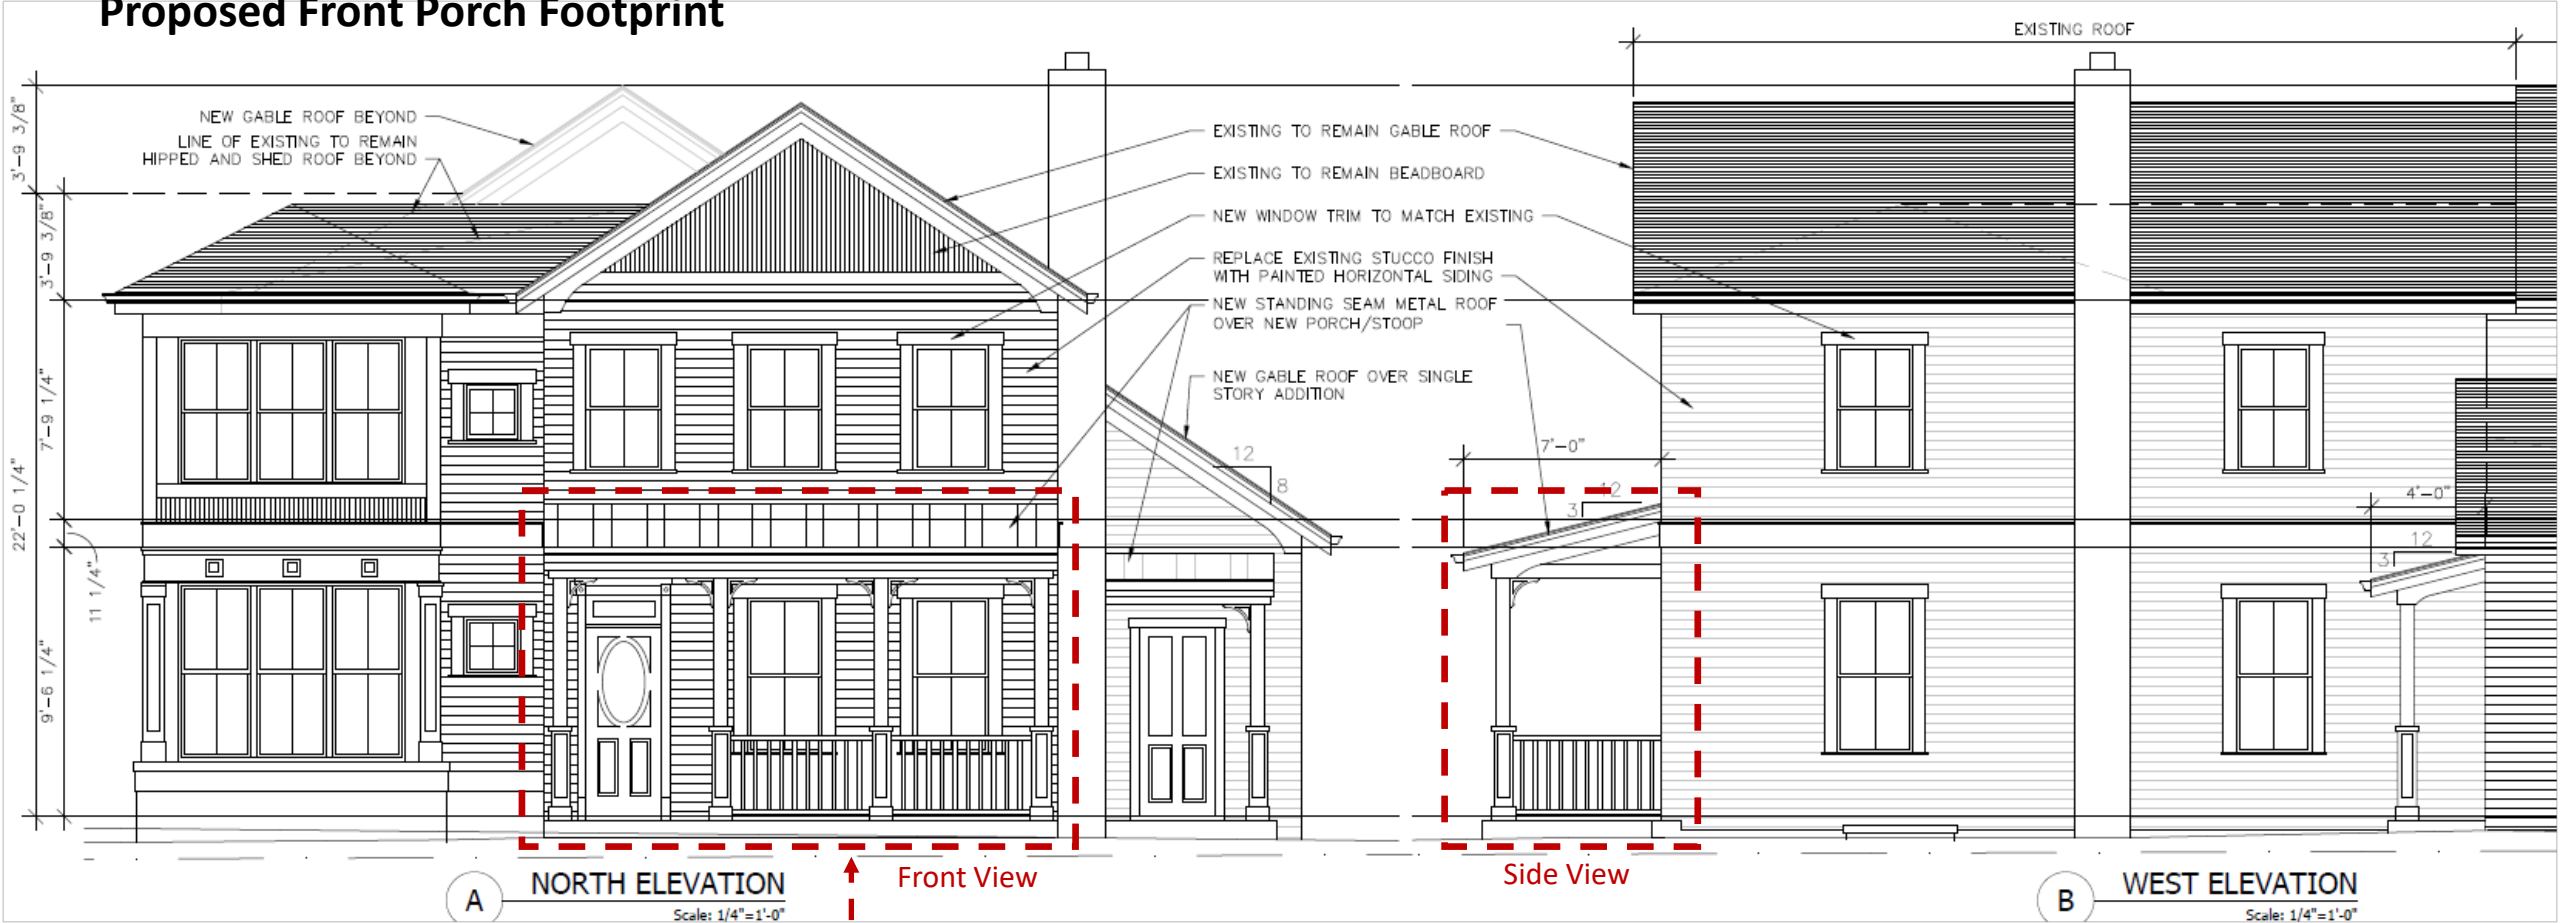 Proposed Front Porch Footprint
EXISTING ROOF
NEW GABLE ROOF BEYOND
LINE OF EXISTING TO REMAIN
HIPPED AND SHED ROOF BEYOND
EXISTING TO REMAIN GABLE ROOF
EXISTING TO REMAIN BEADBOARD
NEW WINDOW TRIM TO MATCH EXISTING
REPLACE EXISTING STUCCO FINISH
WITH PAINTED HORIZONTAL SIDING
NEW STANDING SEAM METAL ROOF
OVER NEW PORCH/STOOP
NEW GABLE ROOF OVER SINGLE
STORY ADDITION
3'-9 3/8"
3'-9 3/8"
7'-9 1/4"
22'-0 1/4"
11 1/4"
9'-6 1/4"
12
8
7'-0"
12
3
4'-0"
12
3
Front View
Side View
A
NORTH ELEVATION
Scale: 1/4"=1'-0"
B
WEST ELEVATION
Scale: 1/4"=1'-0"